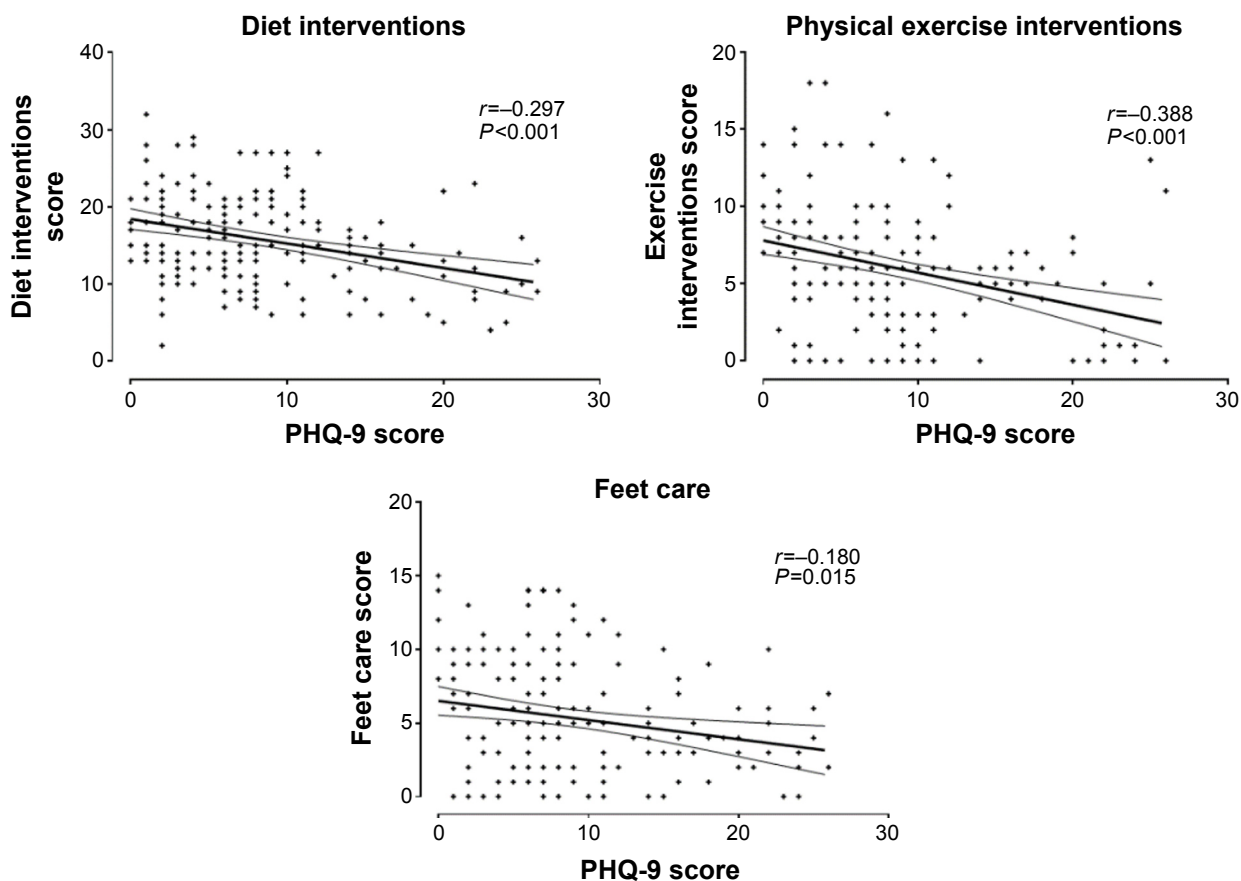 Diet interventions
Diet interventions
score
40
30
20
10
0
r=–0.297
P<0.001
0 10 20 30
PHQ-9 score
Physical exercise interventions
Exercise
interventions score
20
15
10
5
0
r=–0.388
P<0.001
0 10 20 30
PHQ-9 score
Feet care
Feet care score
20
15
10
5
0
r=–0.180
P=0.015
0 10 20 30
PHQ-9 score